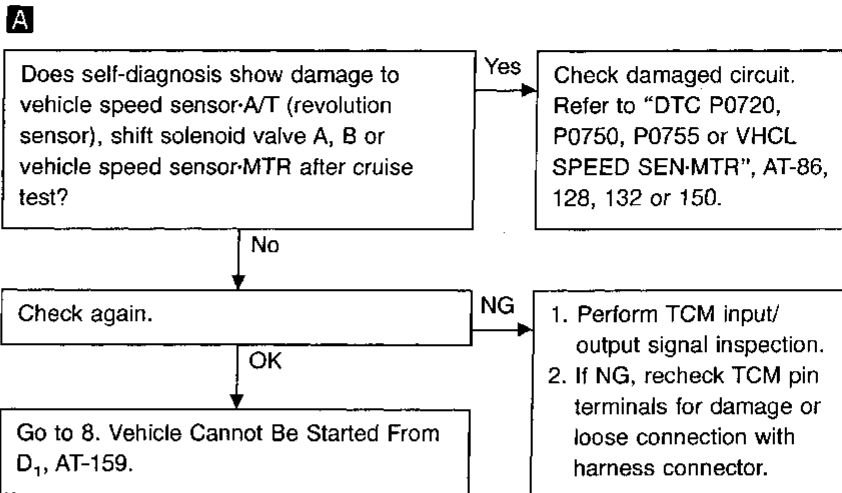 A
Does self-diagnosis show damage to
vehicle speed sensor·A/T (revolution
sensor), shift solenoid valve A, B or
vehicle speed sensor·MTR after cruise
test?
Yes
Check damaged circuit.
Refer to “DTC P0720,
P0750, P0755 or VHCL
SPEED SEN·MTR”, AT-86,
128, 132 or 150.
No
Check again.
NG
1. Perform TCM input/
output signal inspection.
2. If NG, recheck TCM pin
terminals for damage or
loose connection with
harness connector.
OK
Go to 8. Vehicle Cannot Be Started From
D₁, AT-159.